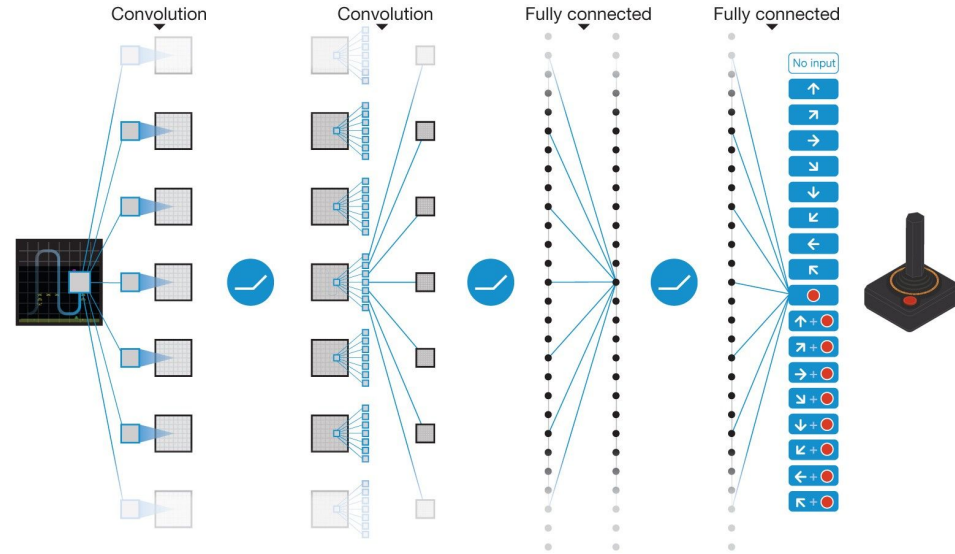 Convolution
Convolution
Fully connected
Fully connected
No input
+
+
+
+
+
+
+
+